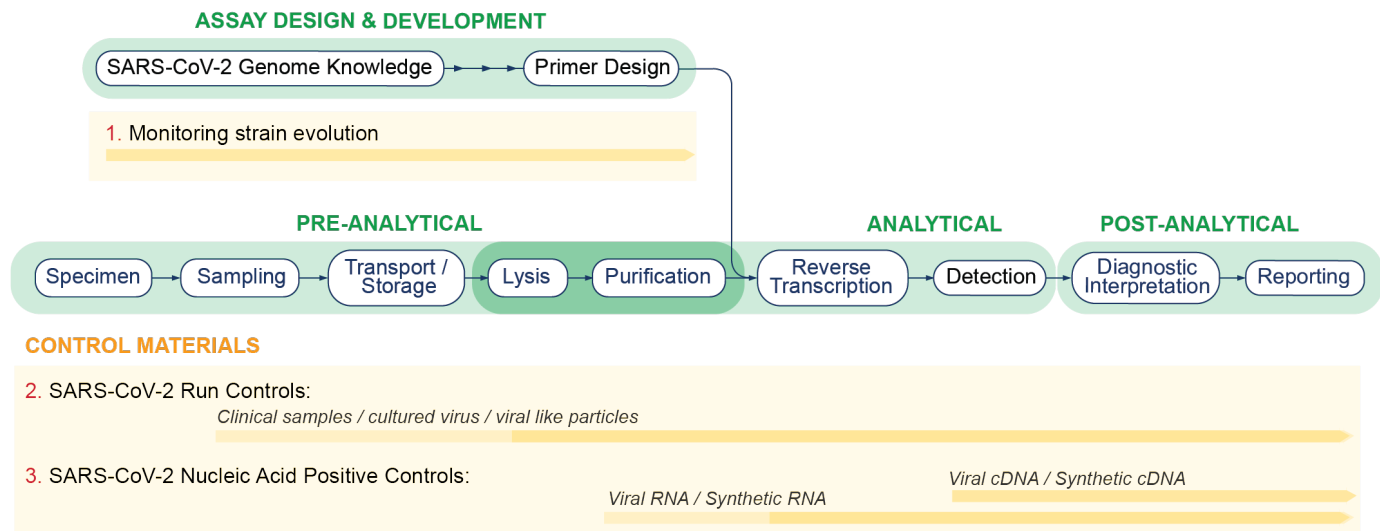 ASSAY DESIGN & DEVELOPMENT
SARS-CoV-2 Genome Knowledge
Primer Design
1. Monitoring strain evolution
PRE-ANALYTICAL
ANALYTICAL
POST-ANALYTICAL
Specimen
Sampling
Transport /
Storage
Lysis
Purification
Reverse
Transcription
Detection
Diagnostic
Interpretation
Reporting
CONTROL MATERIALS
2. SARS-CoV-2 Run Controls:
Clinical samples / cultured virus / viral like particles
3. SARS-CoV-2 Nucleic Acid Positive Controls:
Viral cDNA / Synthetic cDNA
Viral RNA / Synthetic RNA